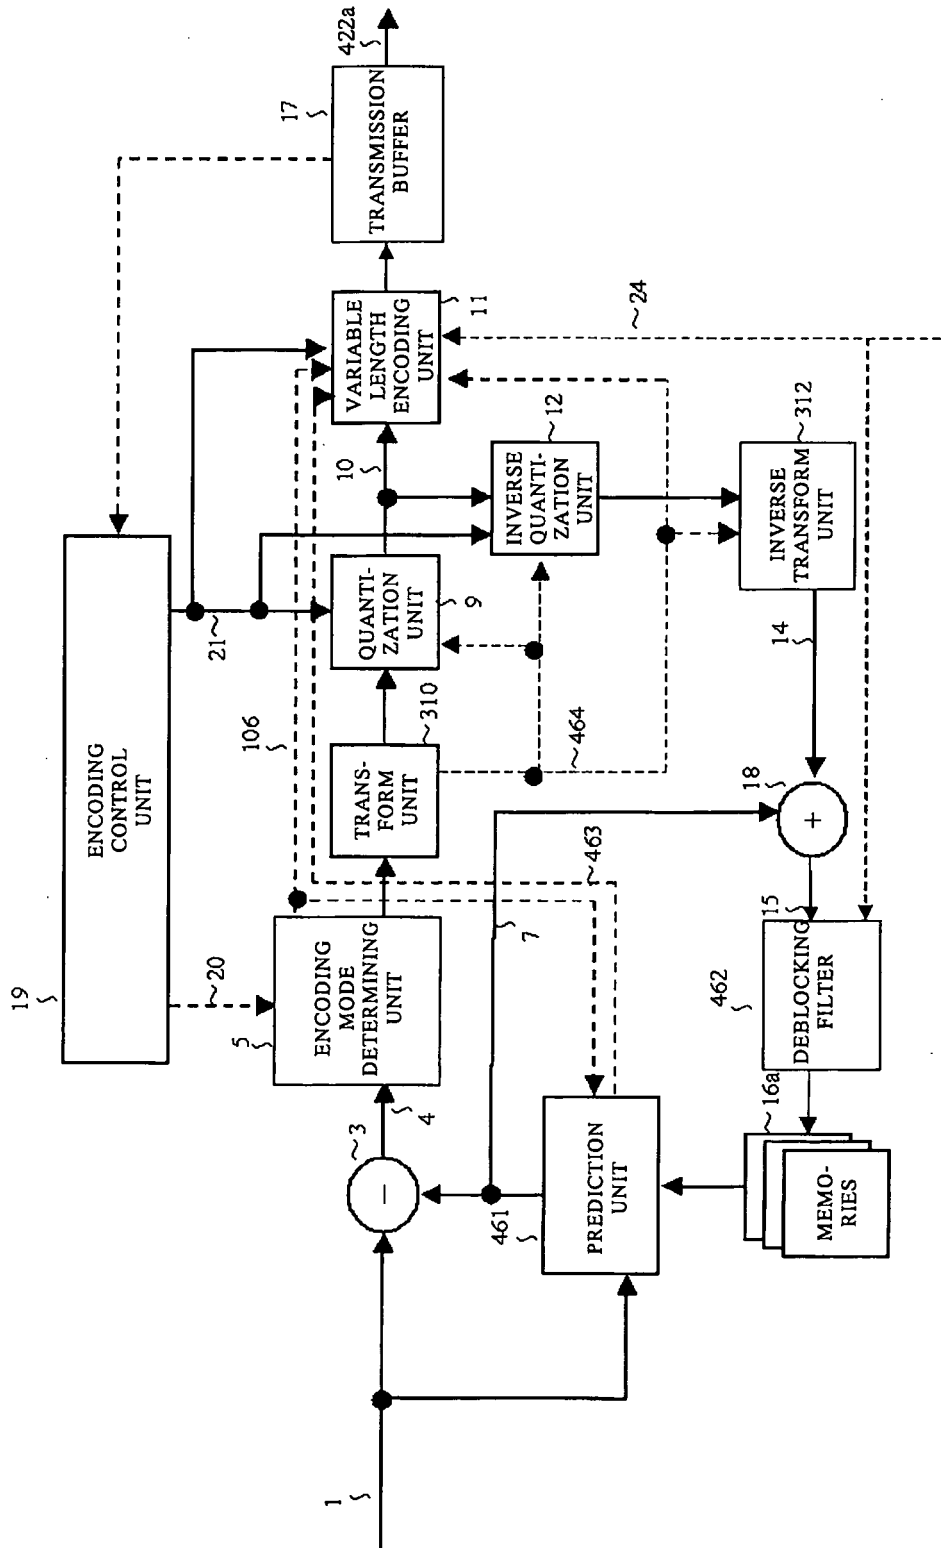 19
ENCODING
CONTROL
UNIT
20
21
106
17
TRANSMISSION
BUFFER
422a
1
3
4
5
ENCODING
MODE
DETERMINING
UNIT
TRANS-
FORM
UNIT
310
QUANTI-
ZATION
UNIT
9
10
VARIABLE
LENGTH
ENCODING
UNIT
11
24
461
PREDICTION
UNIT
7
463
464
INVERSE
QUANTI-
ZATION
UNIT
12
MEMO-
RIES
16a
462
DEBLOCKING
FILTER
15
18
14
INVERSE
TRANSFORM
UNIT
312
−
+